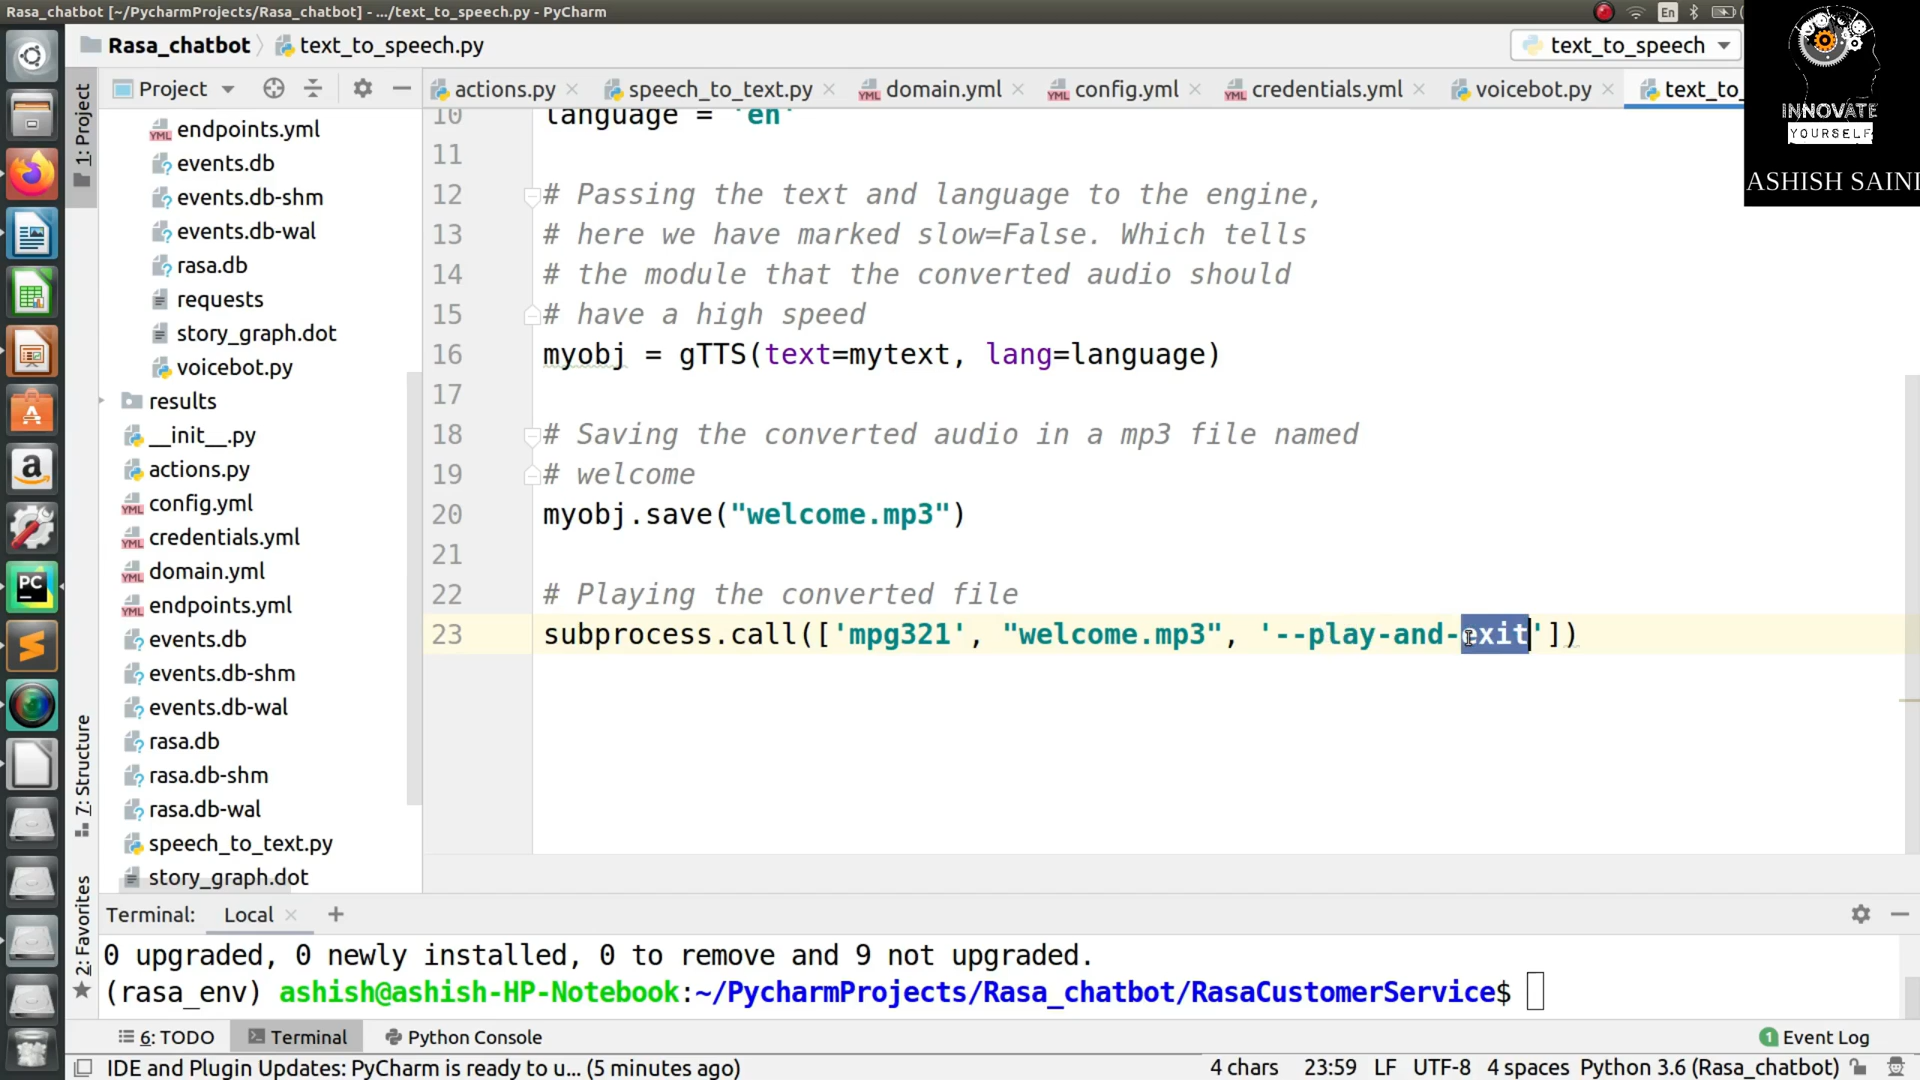 Rasa_chatbot [~/PycharmProjects/Rasa_chatbot] - .../text_to_speech.py - PyCharm
En
Rasa_chatbot
text_to_speech.py
text_to_speech
INNOVATE
YOURSELF
ASHISH SAINI
Project
actions.py
speech_to_text.py
domain.yml
config.yml
credentials.yml
voicebot.py
text_to_
1: Project
7: Structure
2: Favorites
endpoints.yml
events.db
events.db-shm
events.db-wal
rasa.db
requests
story_graph.dot
voicebot.py
results
__init__.py
actions.py
config.yml
credentials.yml
domain.yml
endpoints.yml
events.db
events.db-shm
events.db-wal
rasa.db
rasa.db-shm
rasa.db-wal
speech_to_text.py
story_graph.dot
10 language = 'en'
11
12 # Passing the text and language to the engine,
13 # here we have marked slow=False. Which tells
14 # the module that the converted audio should
15 # have a high speed
16 myobj = gTTS(text=mytext, lang=language)
17
18 # Saving the converted audio in a mp3 file named
19 # welcome
20 myobj.save("welcome.mp3")
21
22 # Playing the converted file
23 subprocess.call(['mpg321', "welcome.mp3", '--play-and-exit'])
Terminal: Local +
0 upgraded, 0 newly installed, 0 to remove and 9 not upgraded.
(rasa_env) ashish@ashish-HP-Notebook:~/PycharmProjects/Rasa_chatbot/RasaCustomerService$
6: TODO
Terminal
Python Console
1 Event Log
IDE and Plugin Updates: PyCharm is ready to u... (5 minutes ago)
4 chars 23:59 LF UTF-8 4 spaces Python 3.6 (Rasa_chatbot)